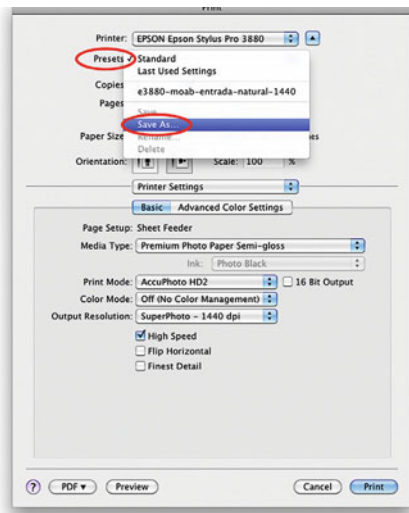 Print
Printer: EPSON Epson Stylus Pro 3880
Presets ✓ Standard
Last Used Settings
Copies
e3880-moab-entrada-natural-1440
Pages
Save
Save As...
Paper Size
Rename...
Delete
Orientation: Scale: 100 %
Printer Settings
Basic Advanced Color Settings
Page Setup: Sheet Feeder
Media Type: Premium Photo Paper Semi-gloss
Ink: Photo Black
Print Mode: AccuPhoto HD2 16 Bit Output
Color Mode: Off (No Color Management)
Output Resolution: SuperPhoto - 1440 dpi
High Speed
Flip Horizontal
Finest Detail
? PDF ▾ Preview Cancel Print